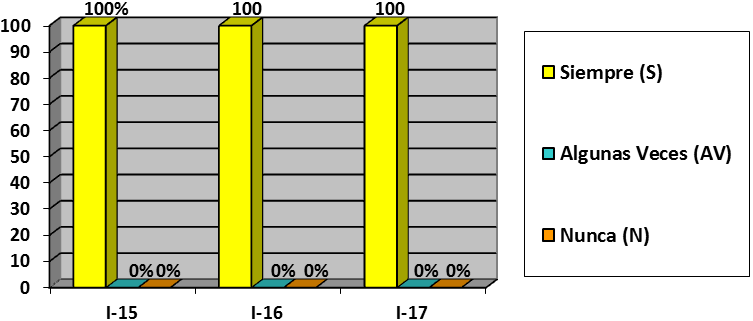 100% 100 100
100
90
80
70
60
50
40
30
20
10
0
0% 0% 0% 0% 0% 0%
I-15 I-16 I-17
Siempre (S)
Algunas Veces (AV)
Nunca (N)